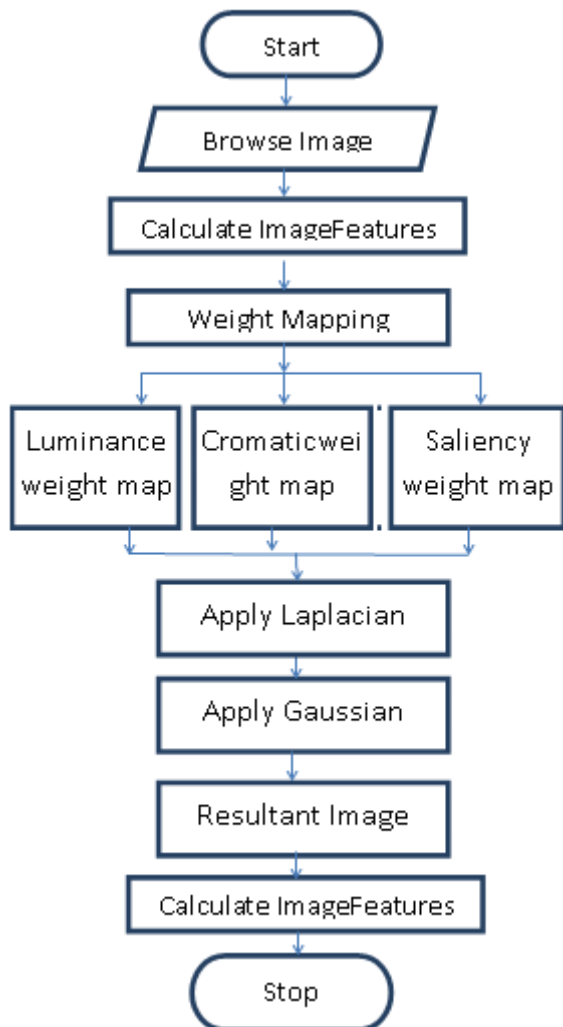 Start
Browse Image
Calculate ImageFeatures
Weight Mapping
Luminance
weight map
Cromaticwei
ght map
:
Saliency
weight map
Apply Laplacian
Apply Gaussian
Resultant Image
Calculate ImageFeatures
Stop